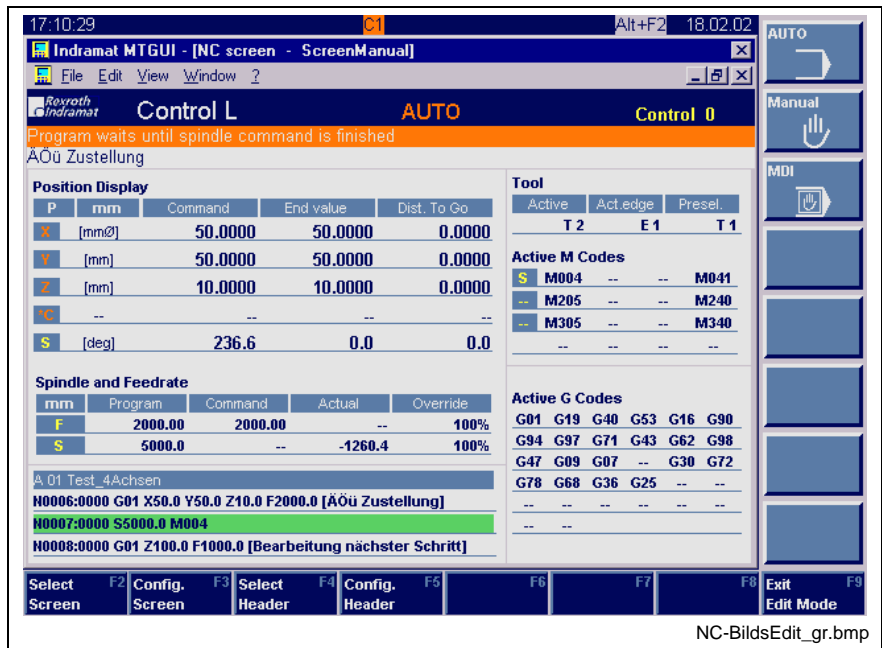 17:10:29 C1 Alt+F2 18.02.02
Indramat MTGUI - [NC screen - ScreenManual]
File Edit View Window ?
Rexroth Indramat Control L AUTO Control 0
Program waits until spindle command is finished
ÄÖü Zustellung
Position Display
P mm Command End value Dist. To Go
X [mmØ] 50.0000 50.0000 0.0000
Y [mm] 50.0000 50.0000 0.0000
Z [mm] 10.0000 10.0000 0.0000
*C -- -- -- --
S [deg] 236.6 0.0 0.0
Spindle and Feedrate
mm Program Command Actual Override
F 2000.00 2000.00 -- 100%
S 5000.0 -- -1260.4 100%
A 01 Test_4Achsen
N0006:0000 G01 X50.0 Y50.0 Z10.0 F2000.0 [ÄÖü Zustellung]
N0007:0000 S5000.0 M004
N0008:0000 G01 Z100.0 F1000.0 [Bearbeitung nächster Schritt]
Tool
Active Act.edge Presel.
T 2 E 1 T 1
Active M Codes
S M004 -- -- M041
-- M205 -- -- M240
-- M305 -- -- M340
-- -- -- --
Active G Codes
G01 G19 G40 G53 G16 G90
G94 G97 G71 G43 G62 G98
G47 G09 G07 -- G30 G72
G78 G68 G36 G25 -- --
-- -- -- -- -- --
-- --
AUTO
Manual
MDI
Select Screen F2
Config. Screen F3
Select Header F4
Config. Header F5
F6
F7
F8
Exit Edit Mode F9
NC-BildsEdit_gr.bmp